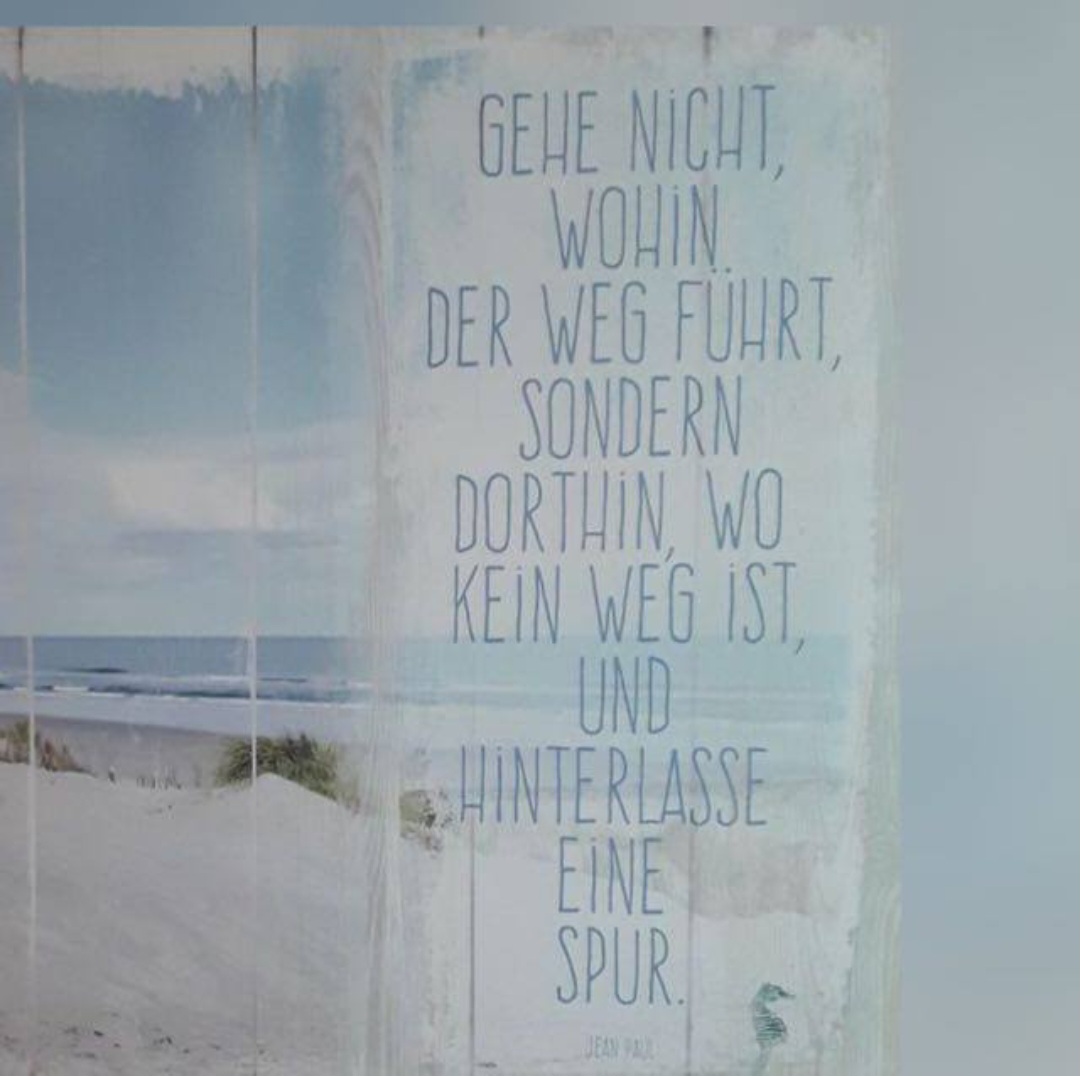 GEHE NiCHT,
WOHiN
DER WEG FÜHRT,
SONDERN
DORTHiN, WO
KEiN WEG iST,
UND
HiNTERLASSE
EiNE
SPUR.
JEAN PAUL